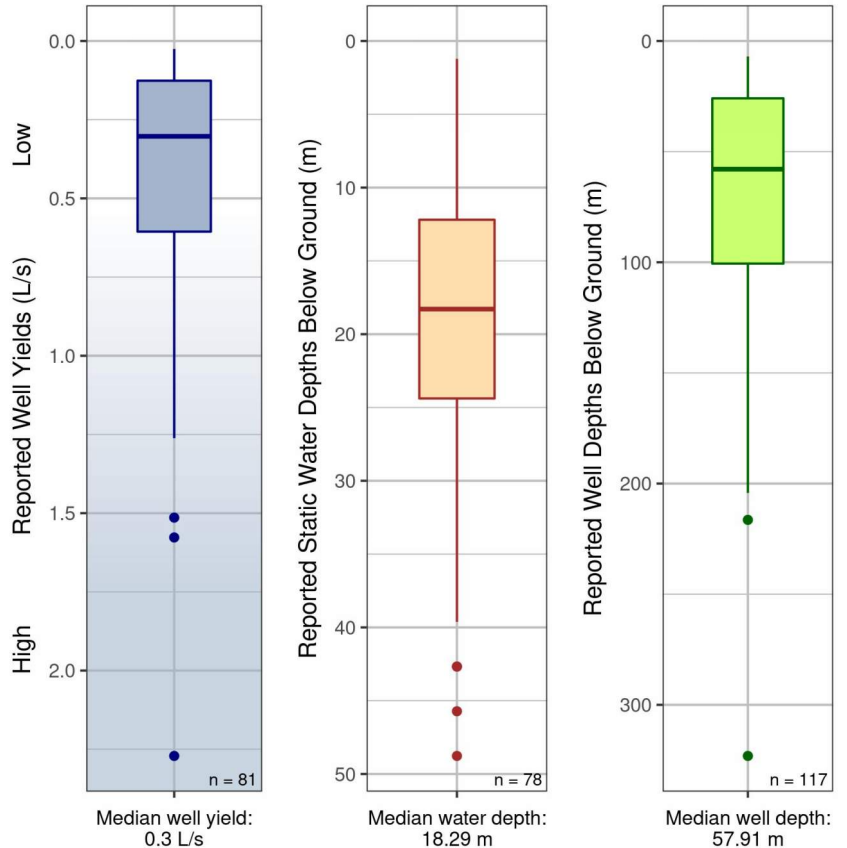 Reported Well Yields (L/s)
Low
High
0.0
0.5
1.0
1.5
2.0
n = 81
Median well yield:
0.3 L/s
Reported Static Water Depths Below Ground (m)
0
10
20
30
40
50
n = 78
Median water depth:
18.29 m
Reported Well Depths Below Ground (m)
0
100
200
300
n = 117
Median well depth:
57.91 m